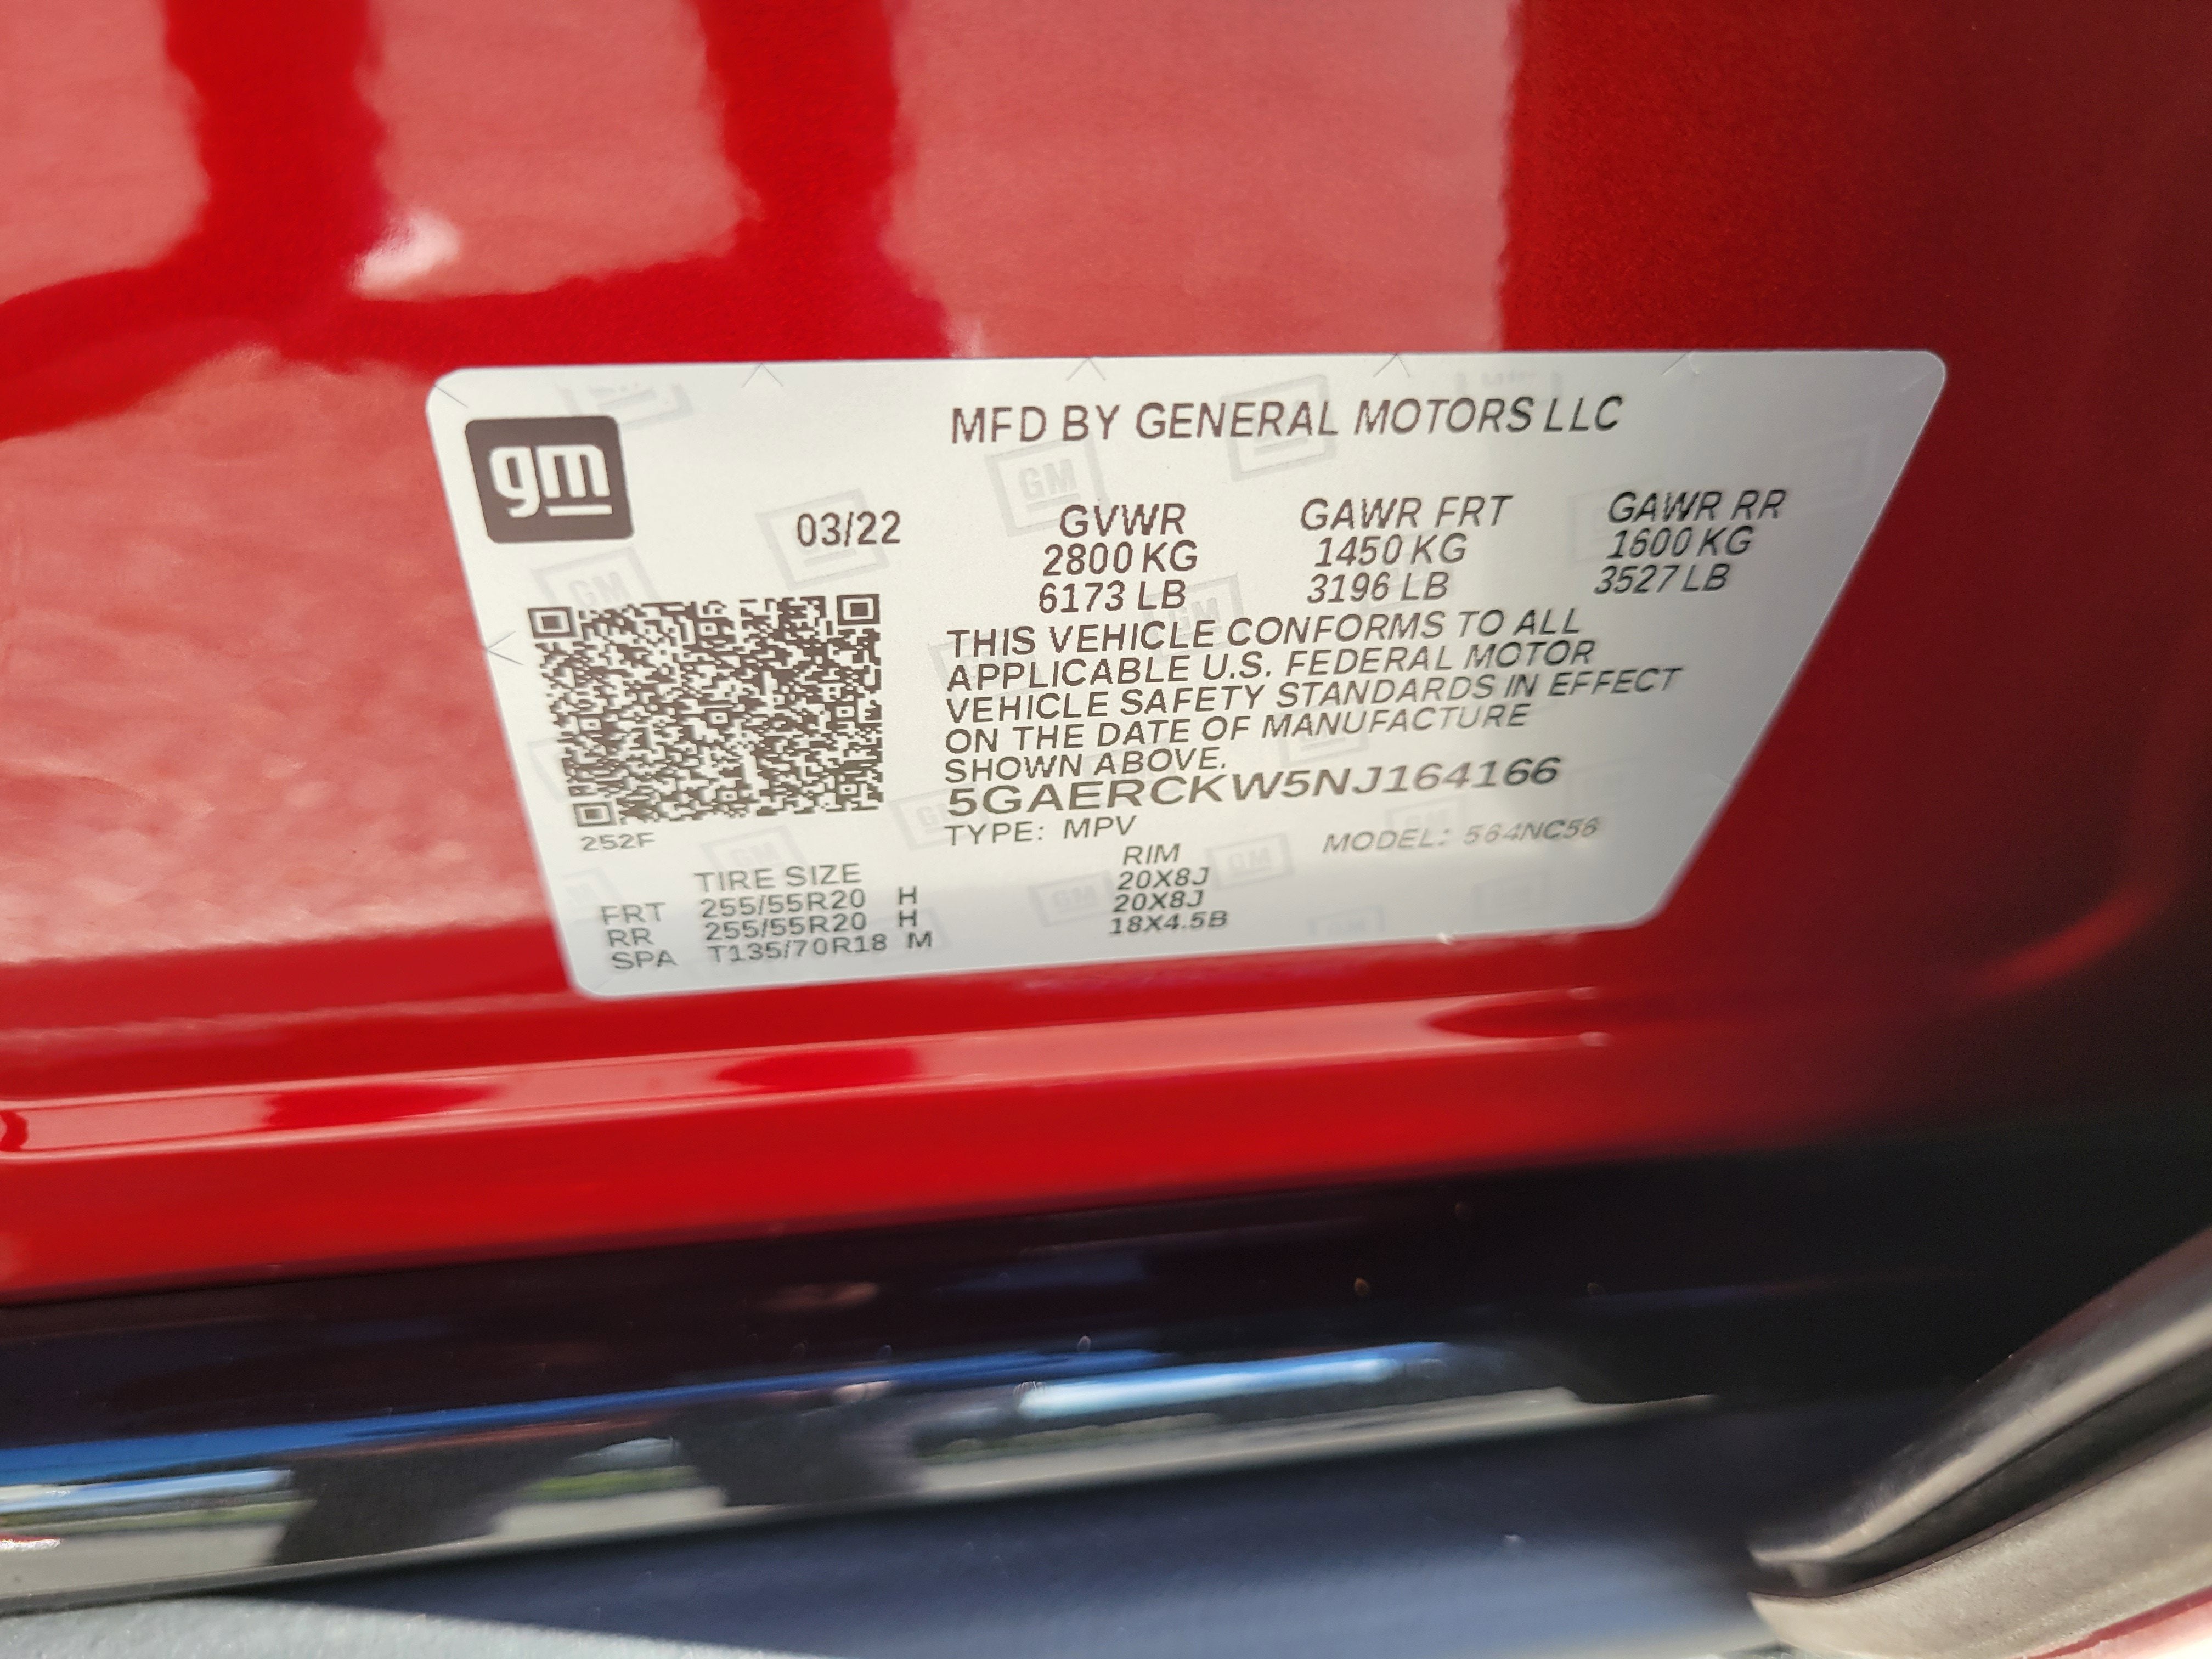 gm
MFD BY GENERAL MOTORS LLC
03/22
GVWR GAWR FRT GAWR RR
2800 KG 1450 KG 1600 KG
6173 LB 3196 LB 3527 LB
THIS VEHICLE CONFORMS TO ALL
APPLICABLE U.S. FEDERAL MOTOR
VEHICLE SAFETY STANDARDS IN EFFECT
ON THE DATE OF MANUFACTURE
SHOWN ABOVE.
5GAERCKW5NJ164166
252F
TYPE: MPV MODEL: 564NC56
TIRE SIZE RIM
FRT 255/55R20 H 20X8J
RR 255/55R20 H 20X8J
SPA T135/70R18 M 18X4.5B